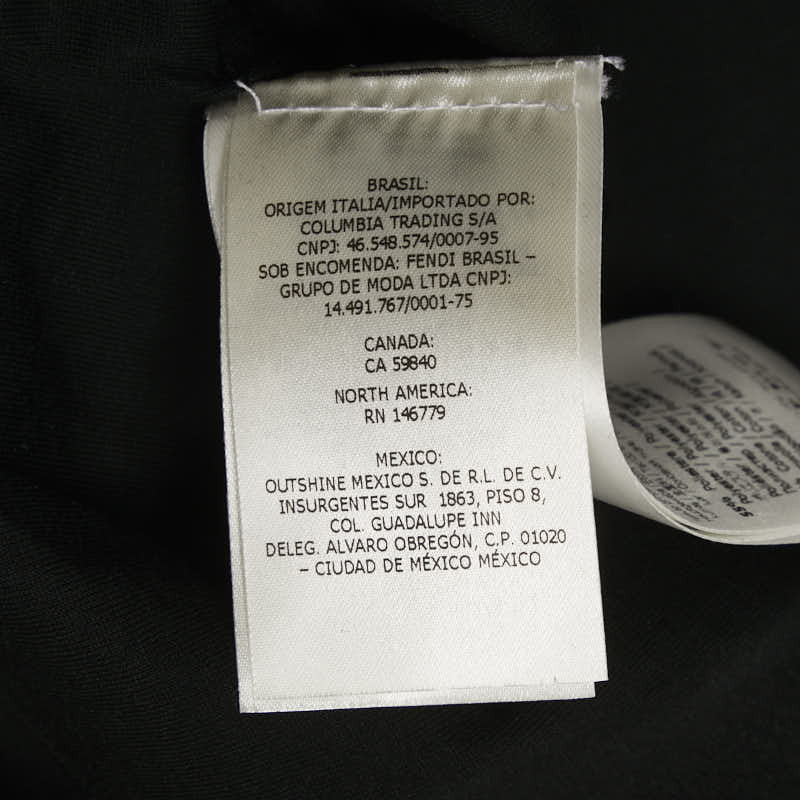 BRASIL:
ORIGEM ITALIA/IMPORTADO POR:
COLUMBIA TRADING S/A
CNPJ: 46.548.574/0007-95
SOB ENCOMENDA: FENDI BRASIL –
GRUPO DE MODA LTDA CNPJ:
14.491.767/0001-75
CANADA:
CA 59840
NORTH AMERICA:
RN 146779
MEXICO:
OUTSHINE MEXICO S. DE R.L. DE C.V.
INSURGENTES SUR 1863, PISO 8,
COL. GUADALUPE INN
DELEG. ALVARO OBREGÓN, C.P. 01020
– CIUDAD DE MÉXICO MÉXICO